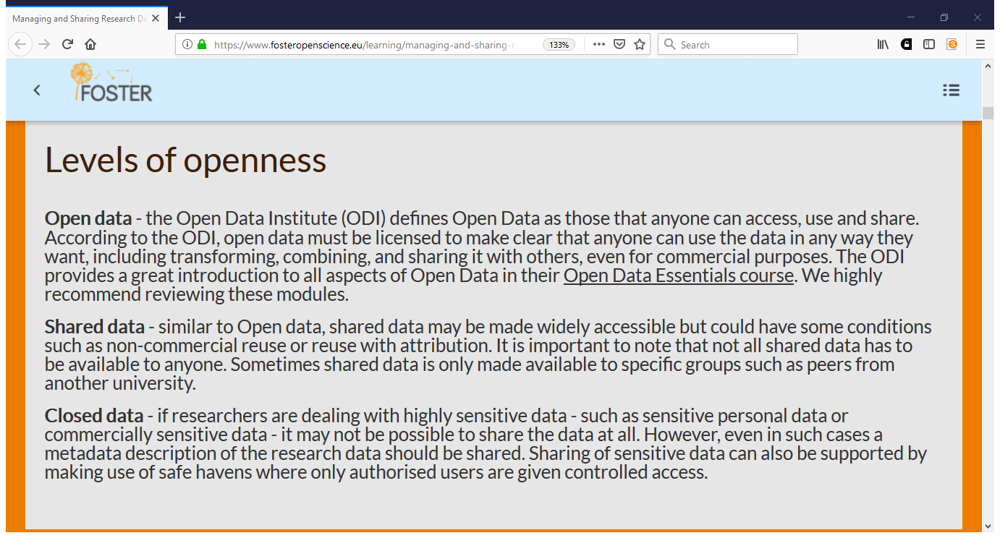 Managing and Sharing Research Da
https://www.fosteropenscience.eu/learning/managing-and-sharing-r
133%
Search
FOSTER
Levels of openness
Open data - the Open Data Institute (ODI) defines Open Data as those that anyone can access, use and share.
According to the ODI, open data must be licensed to make clear that anyone can use the data in any way they
want, including transforming, combining, and sharing it with others, even for commercial purposes. The ODI
provides a great introduction to all aspects of Open Data in their Open Data Essentials course. We highly
recommend reviewing these modules.
Shared data - similar to Open data, shared data may be made widely accessible but could have some conditions
such as non-commercial reuse or reuse with attribution. It is important to note that not all shared data has to
be available to anyone. Sometimes shared data is only made available to specific groups such as peers from
another university.
Closed data - if researchers are dealing with highly sensitive data - such as sensitive personal data or
commercially sensitive data - it may not be possible to share the data at all. However, even in such cases a
metadata description of the research data should be shared. Sharing of sensitive data can also be supported by
making use of safe havens where only authorised users are given controlled access.